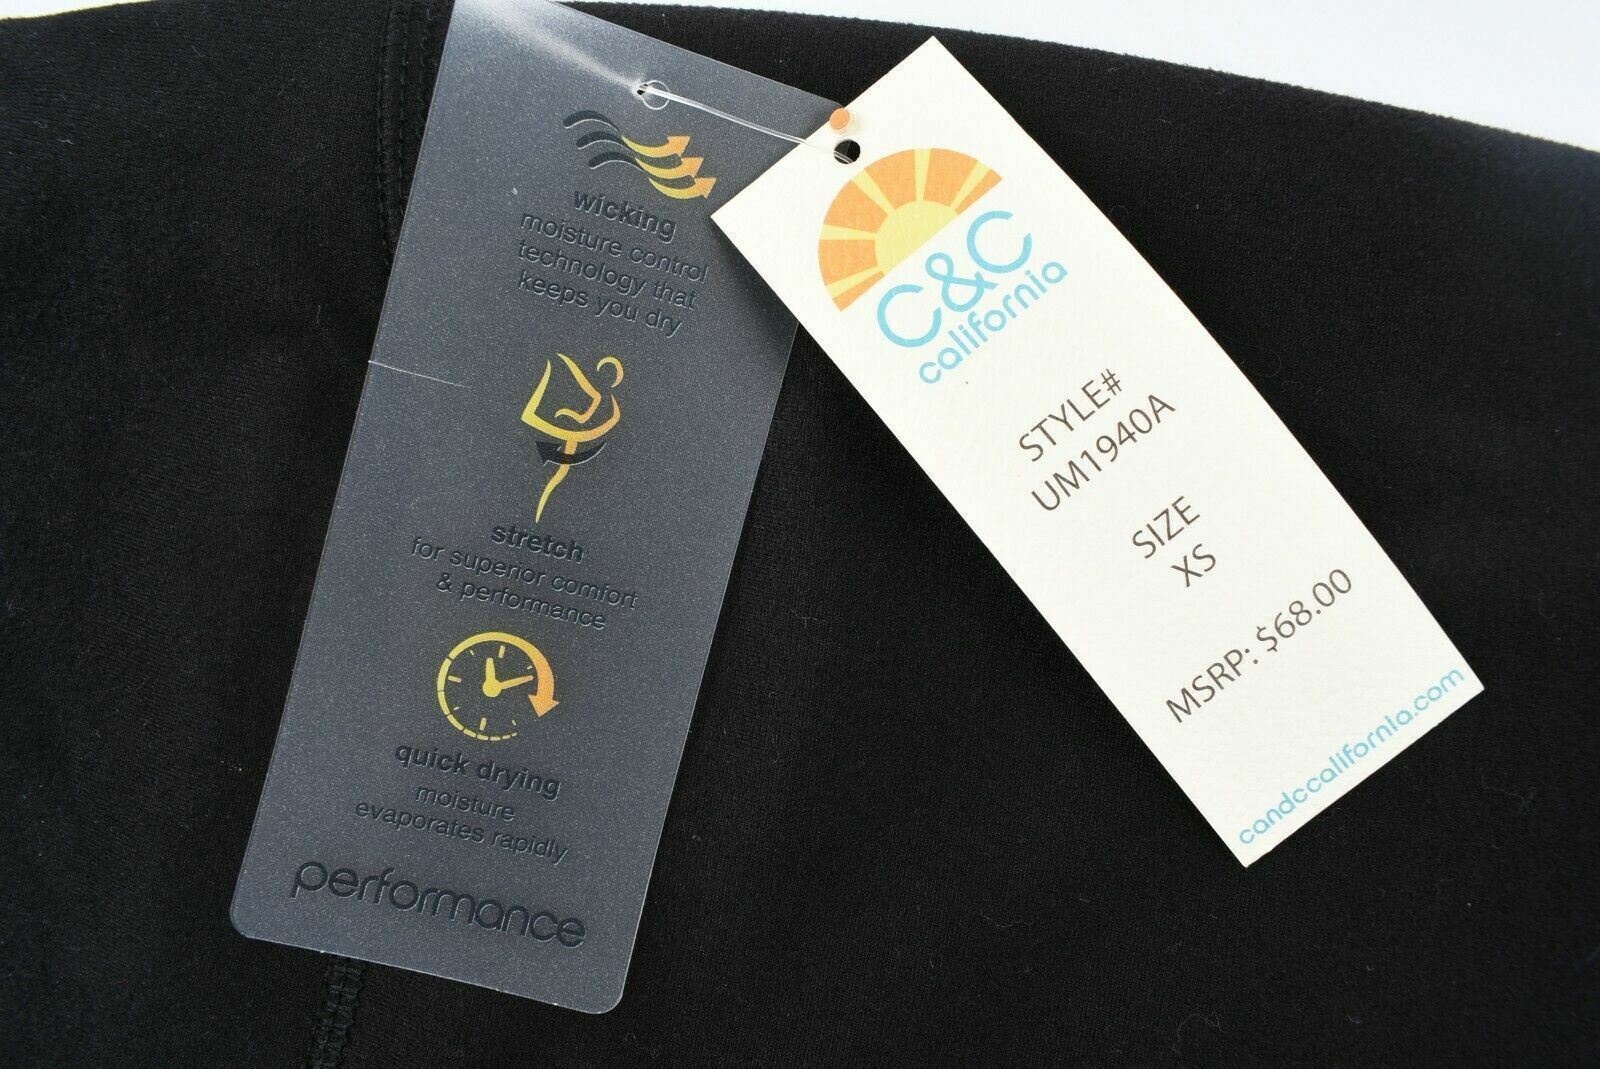 wicking
moisture control
technology that
keeps you dry
stretch
for superior comfort
& performance
quick drying
moisture
evaporates rapidly
performance
C&C
california
STYLE#
UM1940A
SIZE
XS
MSRP: $68.00
candccalifornia.com